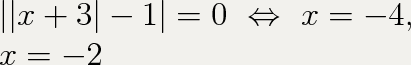 ||x + 3| − 1| = 0 ⇔ x = −4,
x = −2